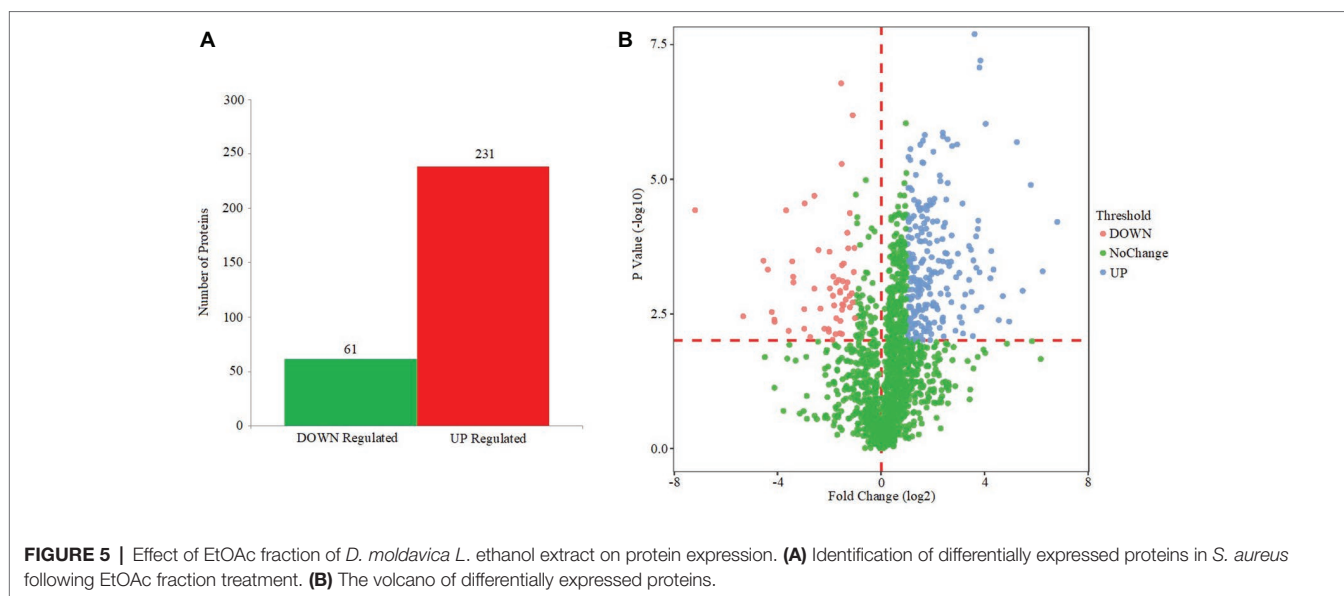 A
Number of Proteins
300
250
200
150
100
50
0
61
231
DOWN Regulated
UP Regulated
B
P Value (-log10)
7.5
5.0
2.5
0.0
-8
-4
0
4
8
Fold Change (log2)
Threshold
DOWN
NoChange
UP
FIGURE 5 | Effect of EtOAc fraction of D. moldavica L. ethanol extract on protein expression. (A) Identification of differentially expressed proteins in S. aureus
following EtOAc fraction treatment. (B) The volcano of differentially expressed proteins.